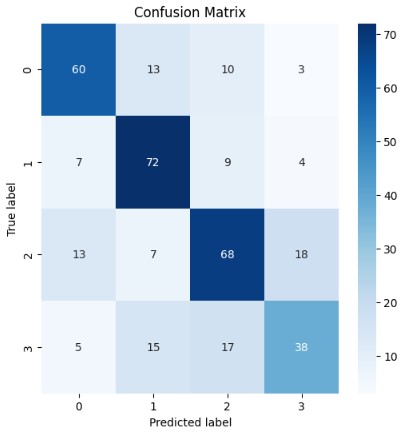 Confusion Matrix
True label
0 60 13 10 3
1 7 72 9 4
2 13 7 68 18
3 5 15 17 38
0 1 2 3
Predicted label
70
60
50
40
30
20
10